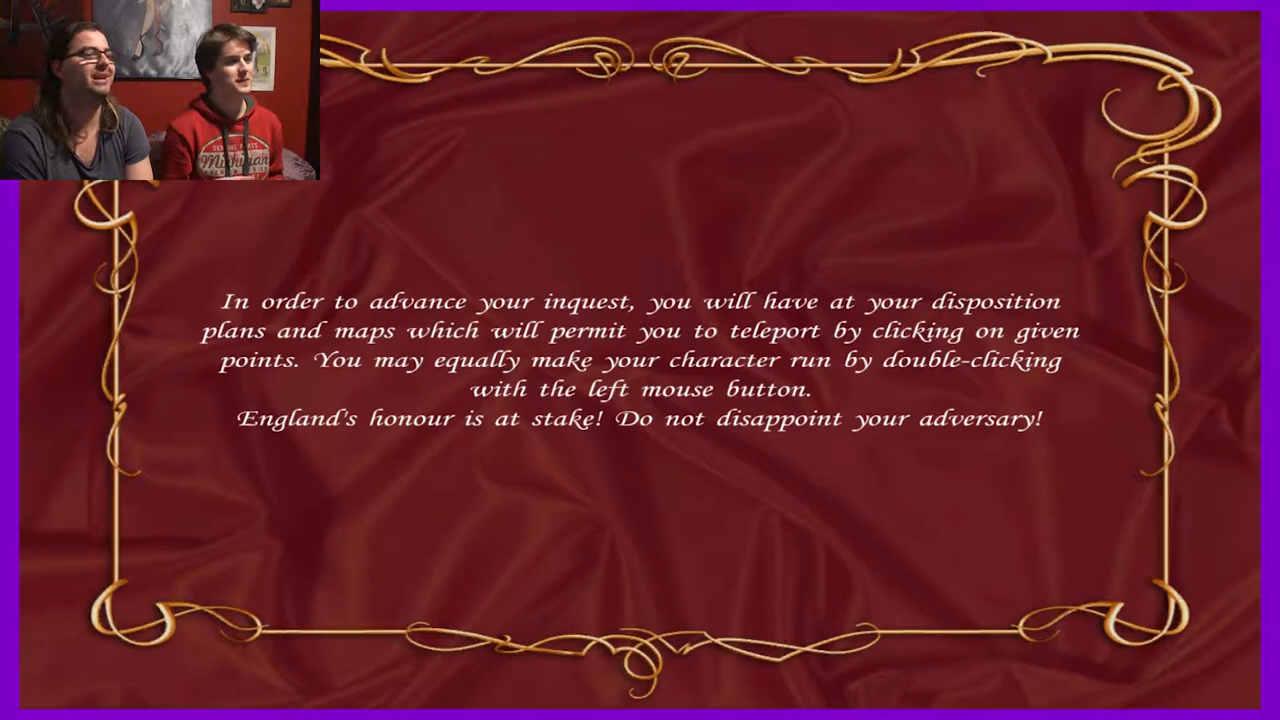 Michigan
In order to advance your inquest, you will have at your disposition
plans and maps which will permit you to teleport by clicking on given
points. You may equally make your character run by double-clicking
with the left mouse button.
England's honour is at stake! Do not disappoint your adversary!